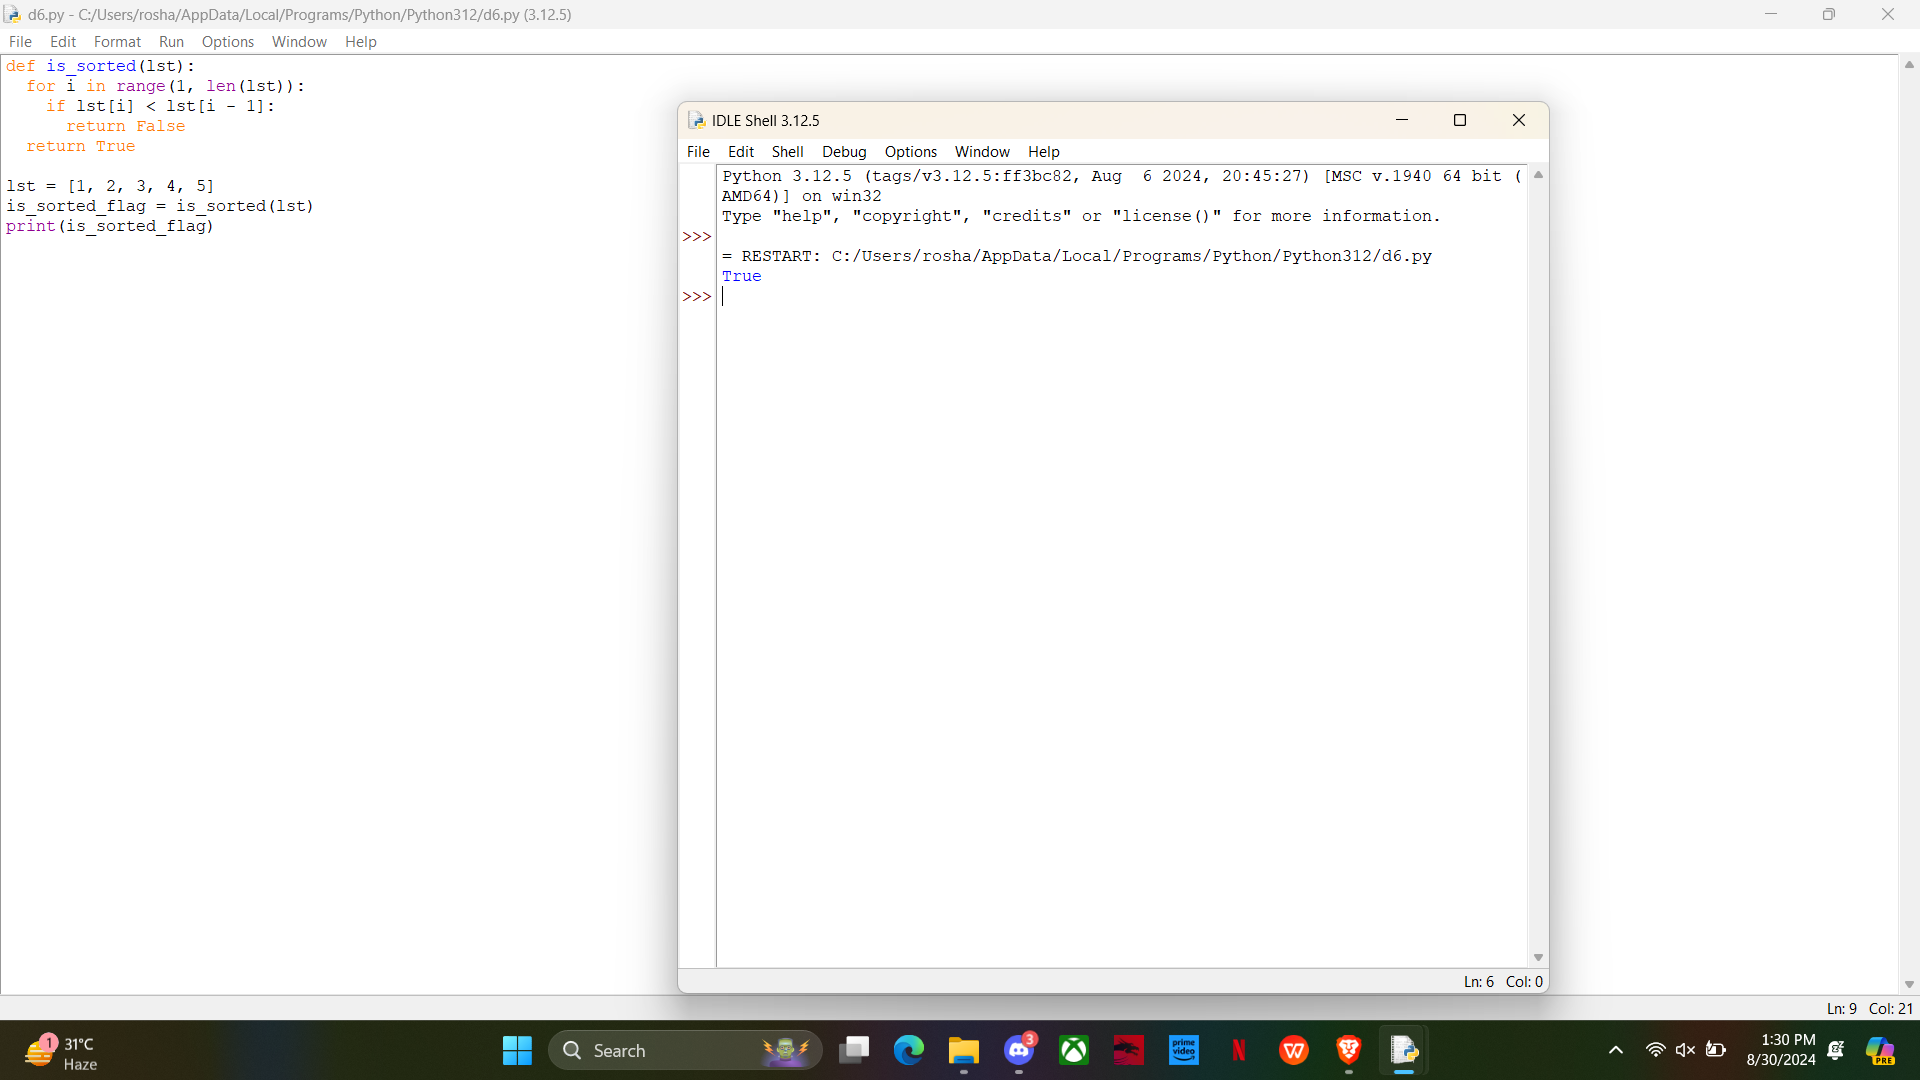 d6.py - C:/Users/rosha/AppData/Local/Programs/Python/Python312/d6.py (3.12.5)
File Edit Format Run Options Window Help
def is_sorted(lst):
  for i in range(1, len(lst)):
    if lst[i] < lst[i - 1]:
      return False
  return True
lst = [1, 2, 3, 4, 5]
is_sorted_flag = is_sorted(lst)
print(is_sorted_flag)
IDLE Shell 3.12.5
File Edit Shell Debug Options Window Help
Python 3.12.5 (tags/v3.12.5:ff3bc82, Aug  6 2024, 20:45:27) [MSC v.1940 64 bit (
AMD64)] on win32
Type "help", "copyright", "credits" or "license()" for more information.
>>>
= RESTART: C:/Users/rosha/AppData/Local/Programs/Python/Python312/d6.py
True
>>>
Ln: 6 Col: 0
Ln: 9 Col: 21
1
31°C
Haze
Search
3
prime video
N
W
PRE
1:30 PM
8/30/2024